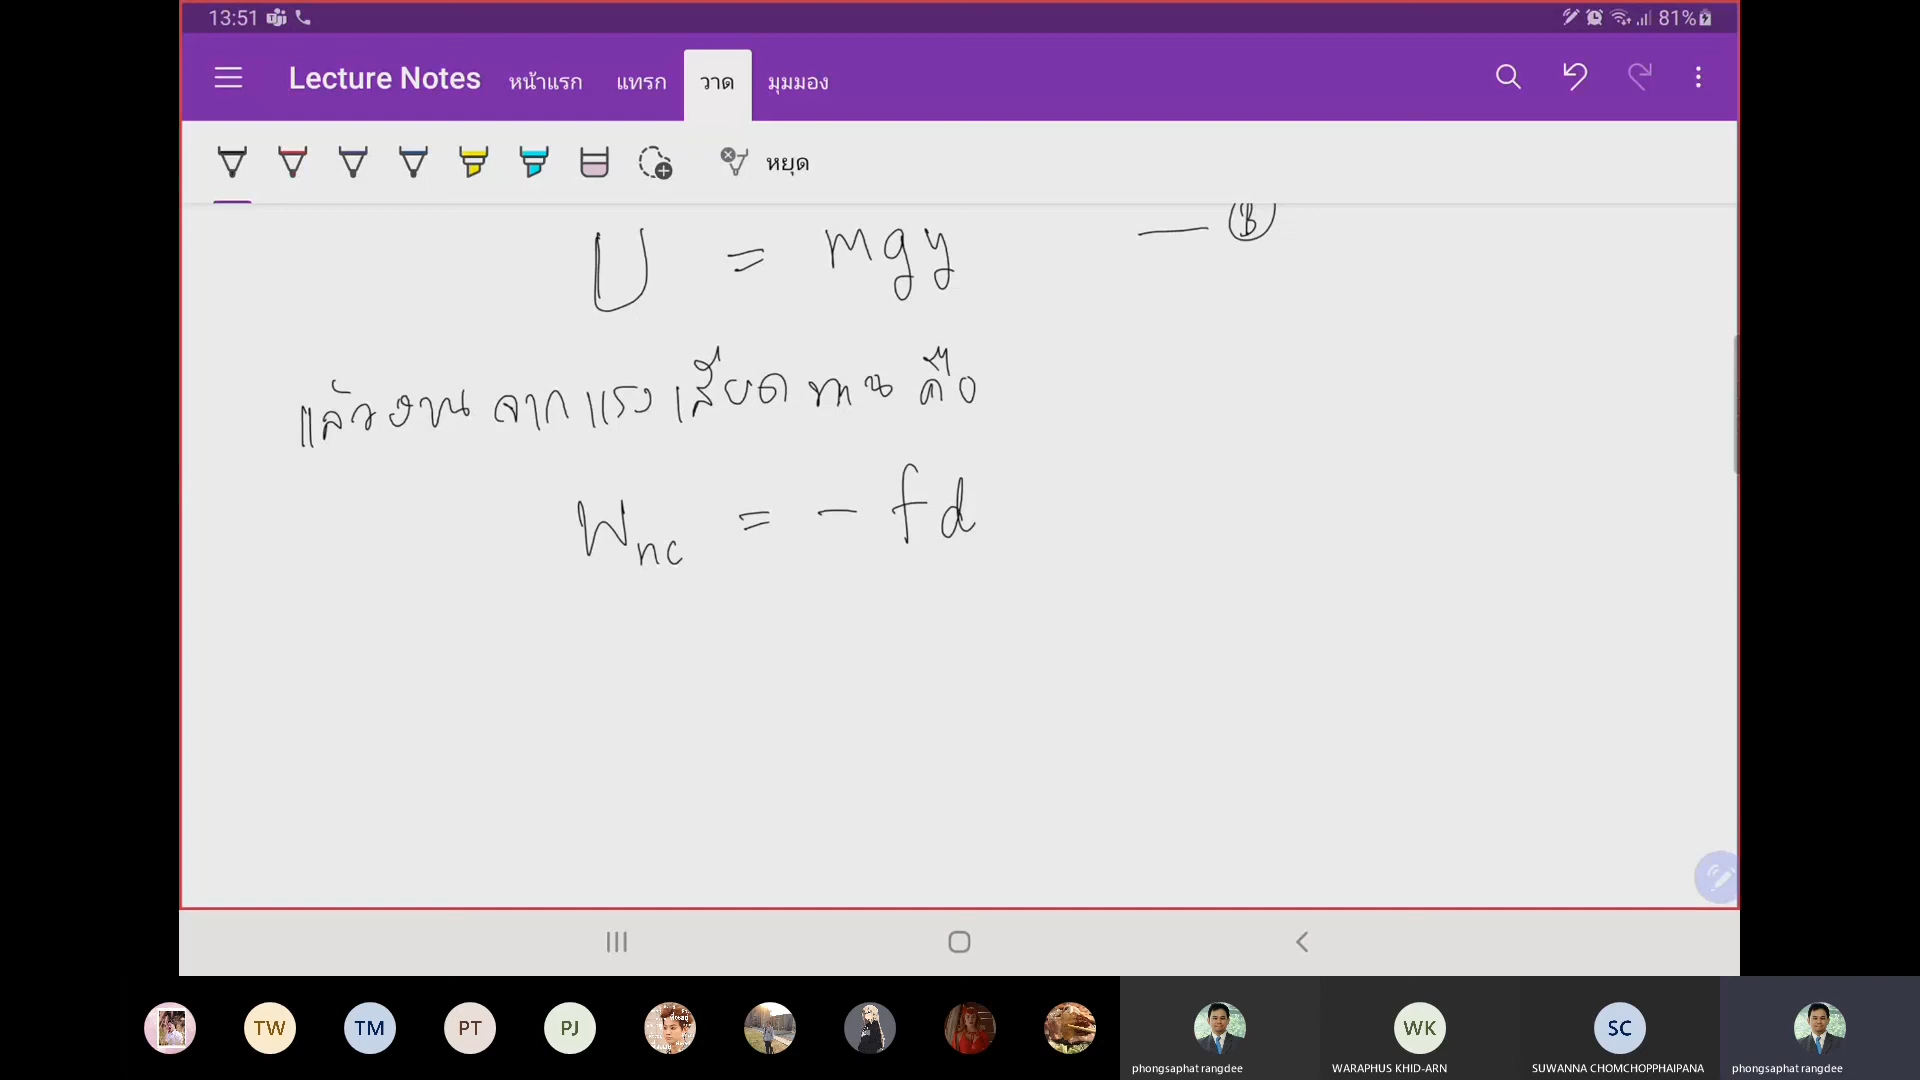 13:51 81%
Lecture Notes หน้าแรก แทรก วาด มุมมอง
หยุด
U = mgy — B
แล้วงานจากแรงเสียดทานคือ
Wnc = - fd
TW TM PT PJ WK SC
phongsaphat rangdee WARAPHUS KHID-ARN SUWANNA CHOMCHOPPHAIPANA phongsaphat rangdee